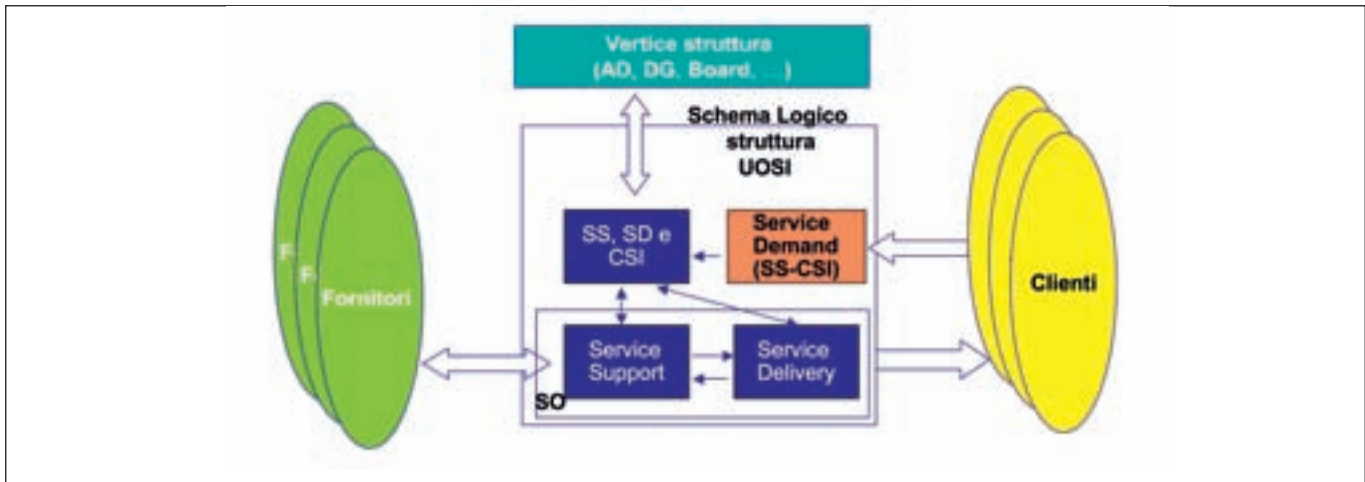 Vertice struttura
(AD, DG, Board, ...)
Schema Logico
struttura
UOSI
SS, SD e
CSI
Service
Demand
(SS-CSI)
F
F
Fornitori
Clienti
Service
Support
Service
Delivery
SO